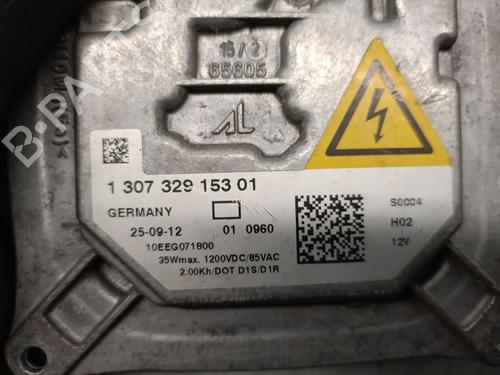 16/2
65605
AL
1 307 329 153 01
GERMANY
25-09-12
01 0960
10EEG071800
35Wmax. 1200VDC/85VAC
2.00Kh/DOT D1S/D1R
S0004
H02
12V
B-PARTS